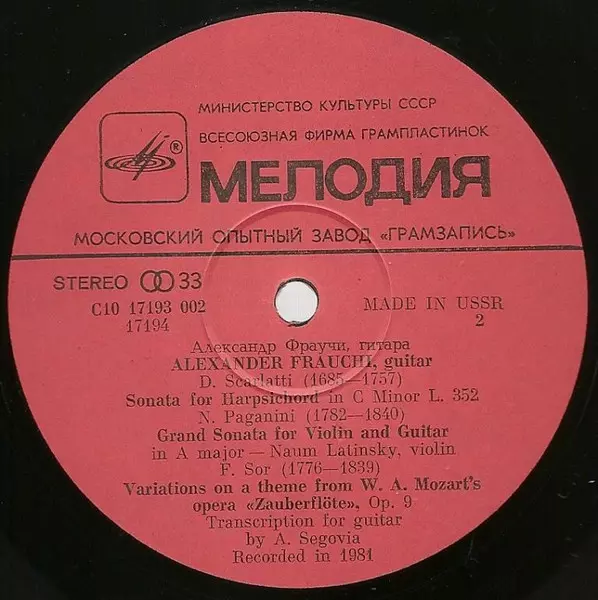 МИНИСТЕРСТВО КУЛЬТУРЫ СССР
ВСЕСОЮЗНАЯ ФИРМА ГРАМПЛАСТИНОК
®
МЕЛОДИЯ
МОСКОВСКИЙ ОПЫТНЫЙ ЗАВОД «ГРАМЗАПИСЬ»
STEREO 33
С10 17193 002
17194
MADE IN USSR
2
Александр Фраучи, гитара
ALEXANDER FRAUCHI, guitar
D. Scarlatti (1685—1757)
Sonata for Harpsichord in C Minor L. 352
N. Paganini (1782—1840)
Grand Sonata for Violin and Guitar
in A major — Naum Latinsky, violin
F. Sor (1776—1839)
Variations on a theme from W. A. Mozart's
opera «Zauberflöte», Op. 9
Transcription for guitar
by A. Segovia
Recorded in 1981